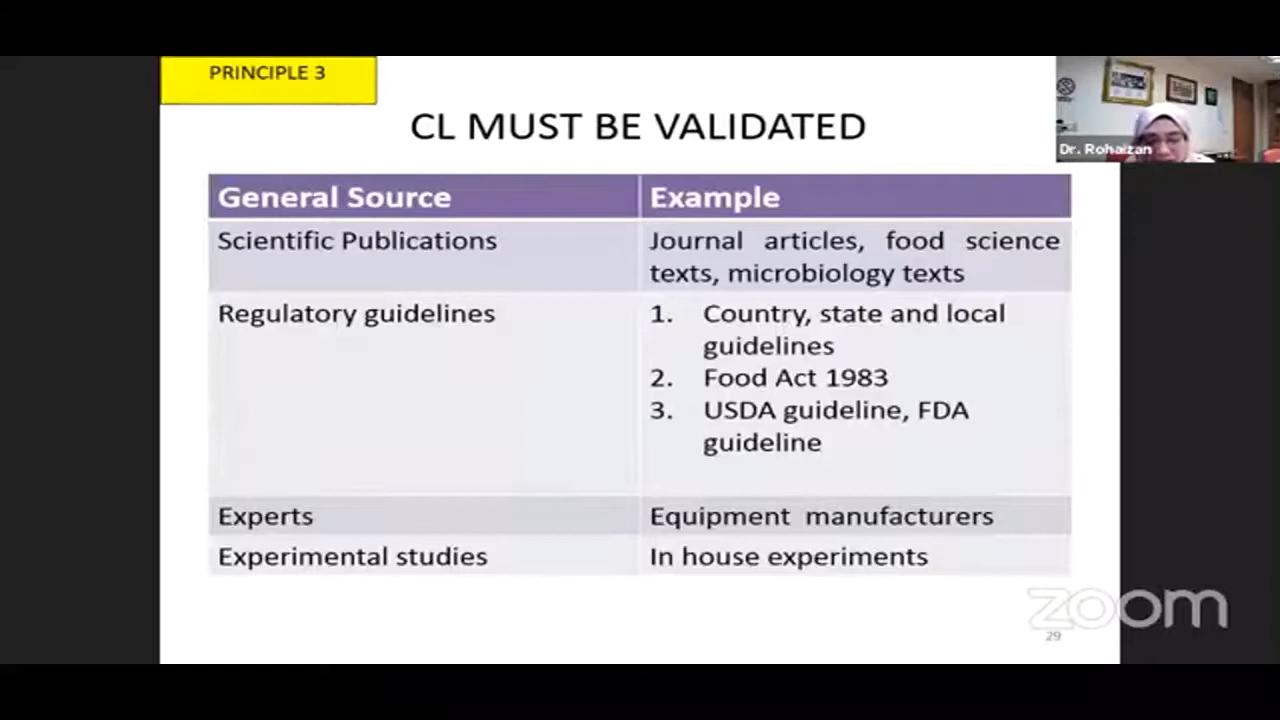 PRINCIPLE 3
CL MUST BE VALIDATED
Dr. Rohaizan
General Source
Example
Scientific Publications
Journal articles, food science
texts, microbiology texts
Regulatory guidelines
1. Country, state and local
guidelines
2. Food Act 1983
3. USDA guideline, FDA
guideline
Experts
Equipment manufacturers
Experimental studies
In house experiments
zoom
29